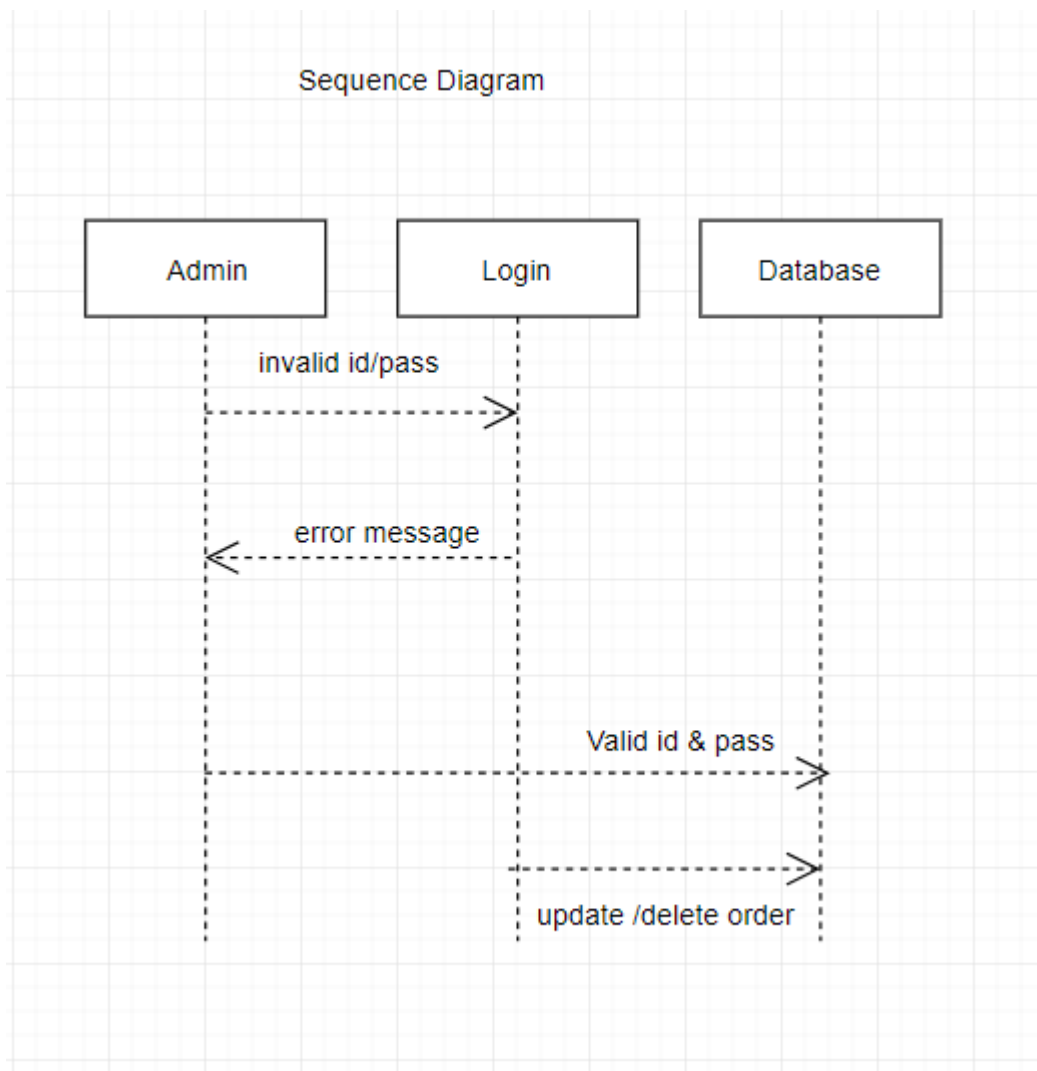 Sequence Diagram
Admin
Login
Database
invalid id/pass
error message
Valid id & pass
update /delete order